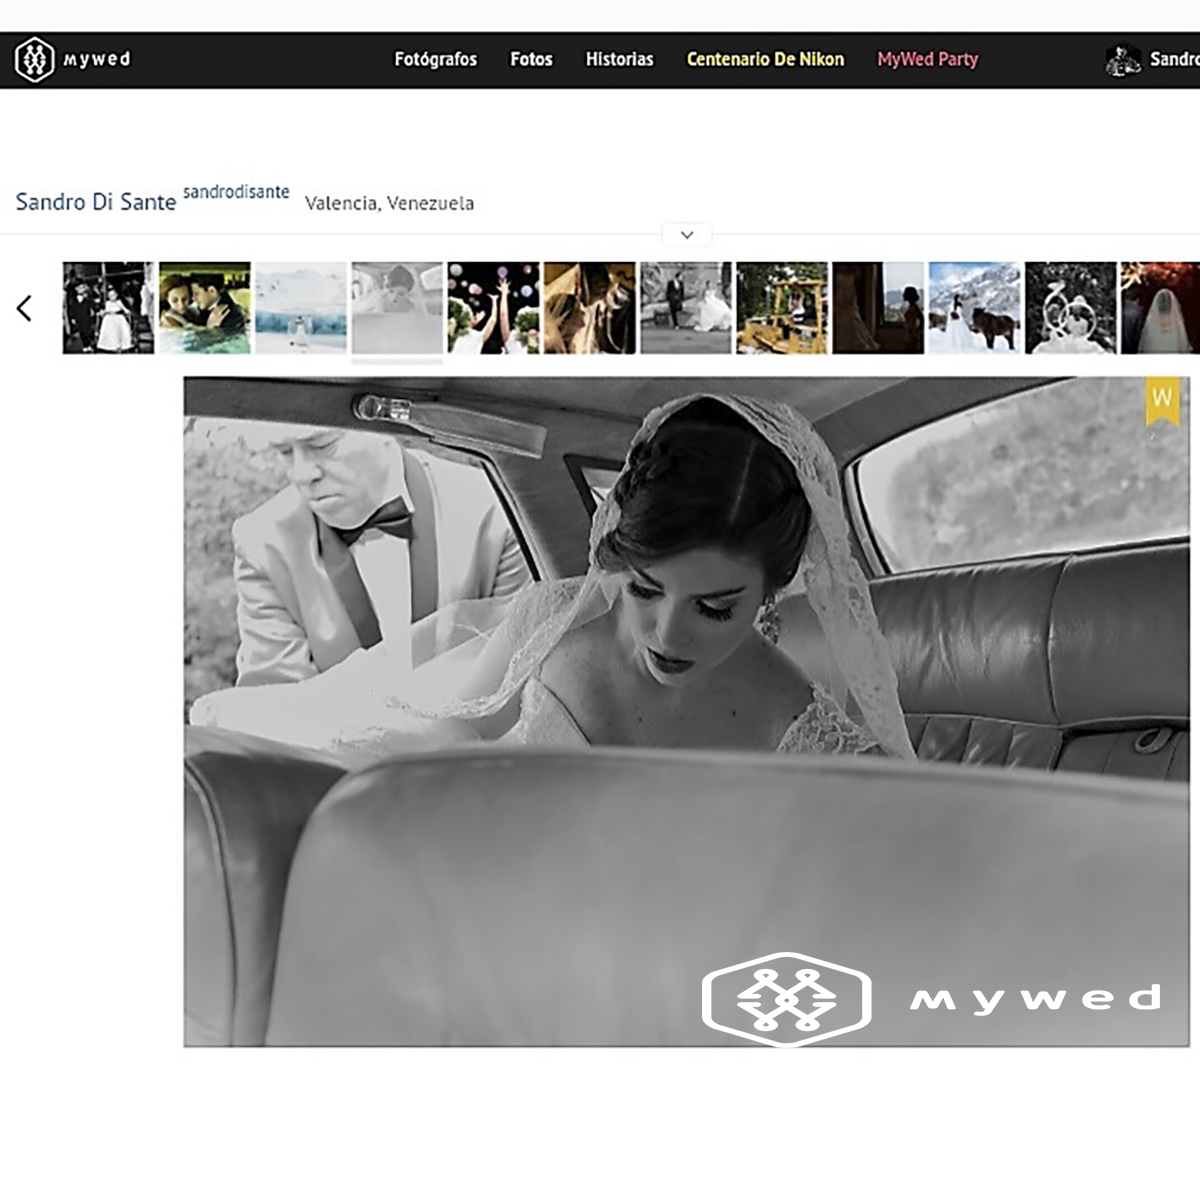 mywed Fotógrafos Fotos Historias Centenario De Nikon MyWed Party Sandro
Sandro Di Sante sandrodisante Valencia, Venezuela
W
mywed